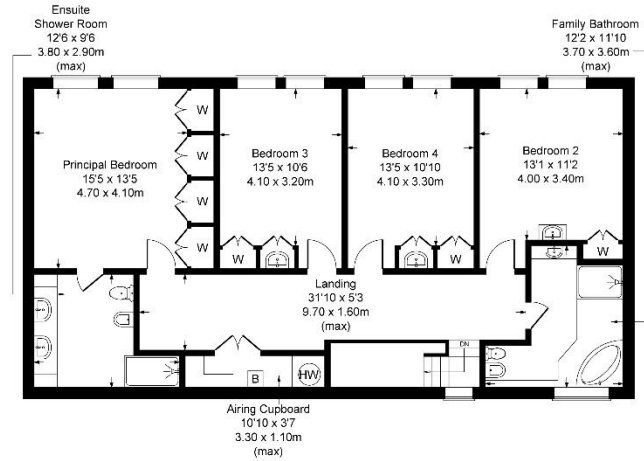 Ensuite
Shower Room
12'6 x 9'6
3.80 x 2.90m
(max)
Family Bathroom
12'2 x 11'10
3.70 x 3.60m
(max)
W
W
W
W
Principal Bedroom
15'5 x 13'5
4.70 x 4.10m
Bedroom 3
13'5 x 10'6
4.10 x 3.20m
W
Bedroom 4
13'5 x 10'10
4.10 x 3.30m
W
Bedroom 2
13'1 x 11'2
4.00 x 3.40m
W
Landing
31'10 x 5'3
9.70 x 1.60m
(max)
DN
B
HW
Airing Cupboard
10'10 x 3'7
3.30 x 1.10m
(max)